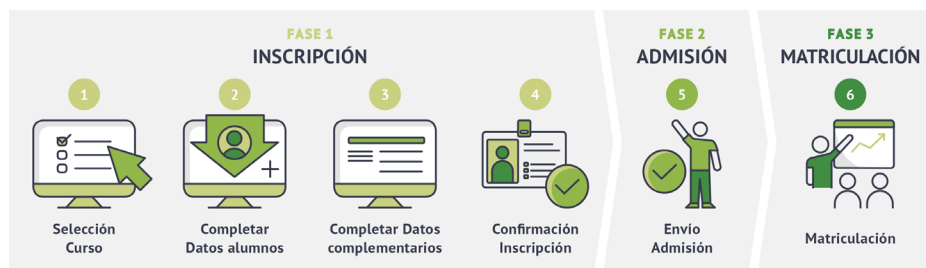 FASE 1
INSCRIPCIÓN
1
Selección
Curso
2
Completar
Datos alumnos
3
Completar Datos
complementarios
4
Confirmación
Inscripción
FASE 2
ADMISIÓN
5
Envío
Admisión
FASE 3
MATRICULACIÓN
6
Matriculación